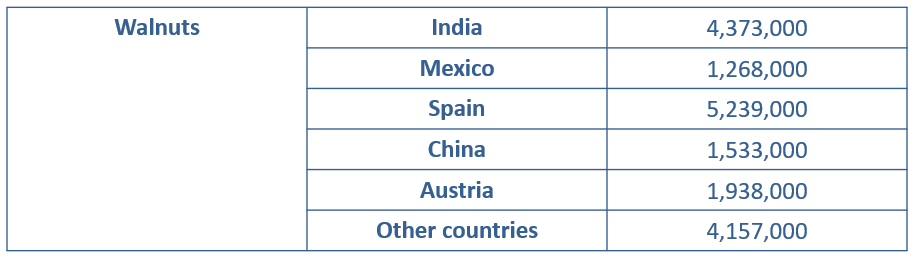 Walnuts India 4,373,000
Mexico 1,268,000
Spain 5,239,000
China 1,533,000
Austria 1,938,000
Other countries 4,157,000